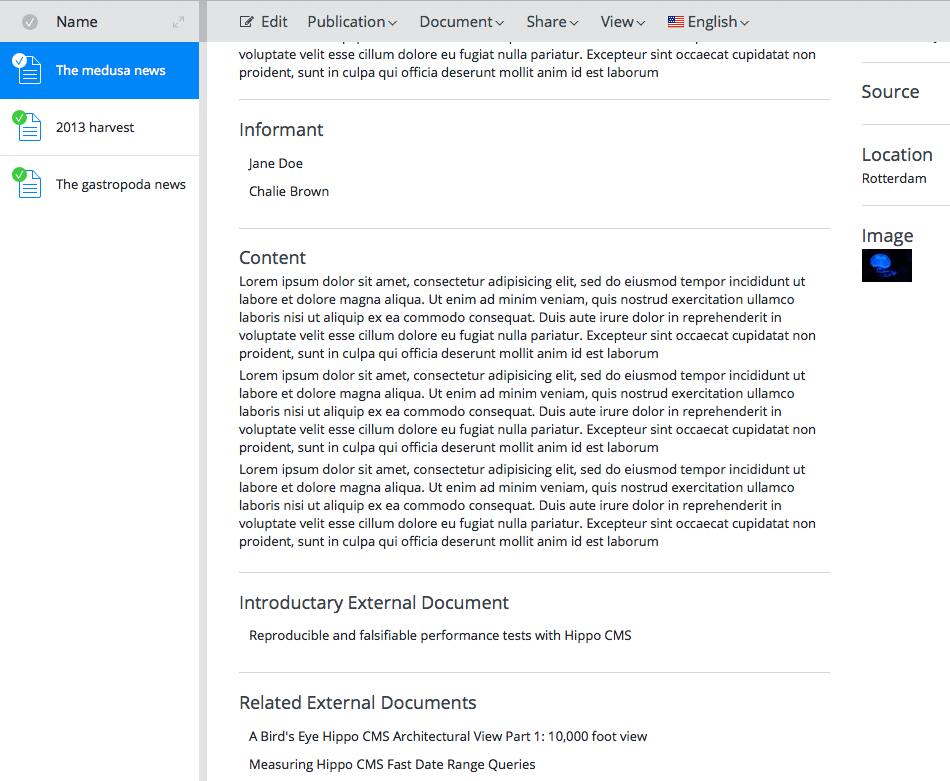 Name
Edit Publication Document Share View English
The medusa news
2013 harvest
The gastropoda news
voluptate velit esse cillum dolore eu fugiat nulla pariatur. Excepteur sint occaecat cupidatat non
proident, sunt in culpa qui officia deserunt mollit anim id est laborum
Informant
Jane Doe
Chalie Brown
Content
Lorem ipsum dolor sit amet, consectetur adipisicing elit, sed do eiusmod tempor incididunt ut
labore et dolore magna aliqua. Ut enim ad minim veniam, quis nostrud exercitation ullamco
laboris nisi ut aliquip ex ea commodo consequat. Duis aute irure dolor in reprehenderit in
voluptate velit esse cillum dolore eu fugiat nulla pariatur. Excepteur sint occaecat cupidatat non
proident, sunt in culpa qui officia deserunt mollit anim id est laborum
Lorem ipsum dolor sit amet, consectetur adipisicing elit, sed do eiusmod tempor incididunt ut
labore et dolore magna aliqua. Ut enim ad minim veniam, quis nostrud exercitation ullamco
laboris nisi ut aliquip ex ea commodo consequat. Duis aute irure dolor in reprehenderit in
voluptate velit esse cillum dolore eu fugiat nulla pariatur. Excepteur sint occaecat cupidatat non
proident, sunt in culpa qui officia deserunt mollit anim id est laborum
Lorem ipsum dolor sit amet, consectetur adipisicing elit, sed do eiusmod tempor incididunt ut
labore et dolore magna aliqua. Ut enim ad minim veniam, quis nostrud exercitation ullamco
laboris nisi ut aliquip ex ea commodo consequat. Duis aute irure dolor in reprehenderit in
voluptate velit esse cillum dolore eu fugiat nulla pariatur. Excepteur sint occaecat cupidatat non
proident, sunt in culpa qui officia deserunt mollit anim id est laborum
Introductary External Document
Reproducible and falsifiable performance tests with Hippo CMS
Related External Documents
A Bird's Eye Hippo CMS Architectural View Part 1: 10,000 foot view
Measuring Hippo CMS Fast Date Range Queries
Source
Location
Rotterdam
Image